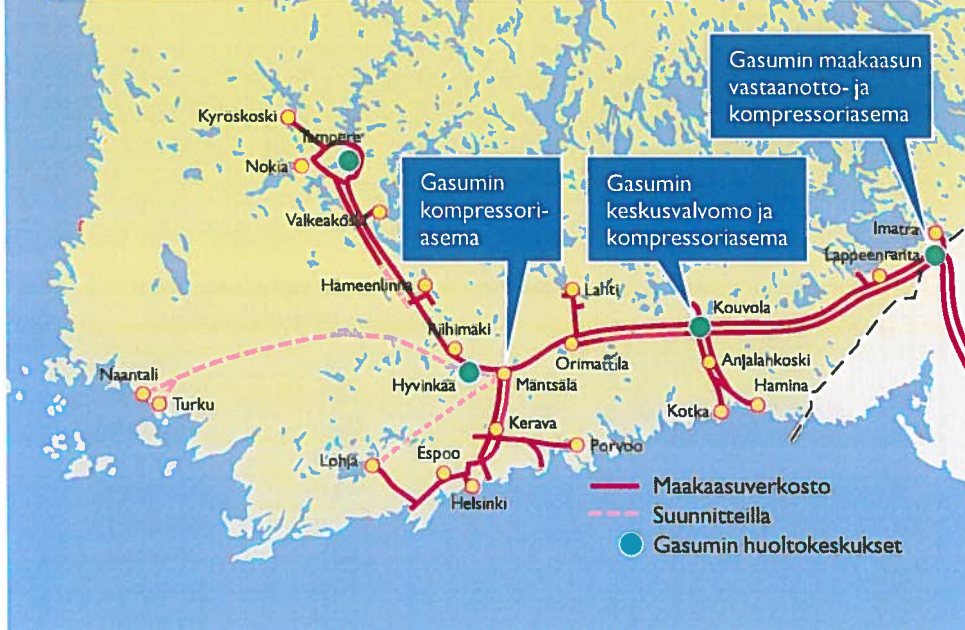 Gasumin maakaasun
vastaanotto- ja
kompressoriasema
Kyröskoski
Tampere
Nokia
Gasumin
kompressori-
asema
Gasumin
keskusvalvomo ja
kompressoriasema
Valkeakoski
Imatra
Lappeenranta
Hämeenlinna
Lahti
Kouvola
Riihimäki
Orimattila
Anjalahkoski
Naantali
Hyvinkää
Mäntsälä
Hamina
Turku
Kotka
Kerava
Porvoo
Espoo
Lohja
Helsinki
Maakaasuverkosto
Suunnitteilla
Gasumin huoltokeskukset